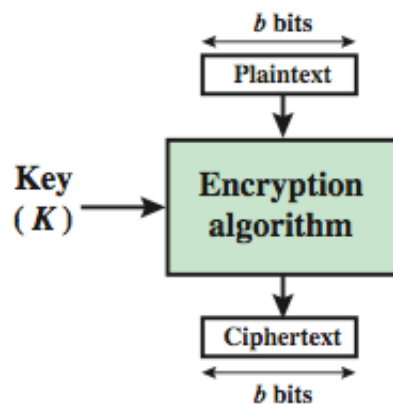 b bits
Plaintext
Key
(K)
Encryption
algorithm
Ciphertext
b bits